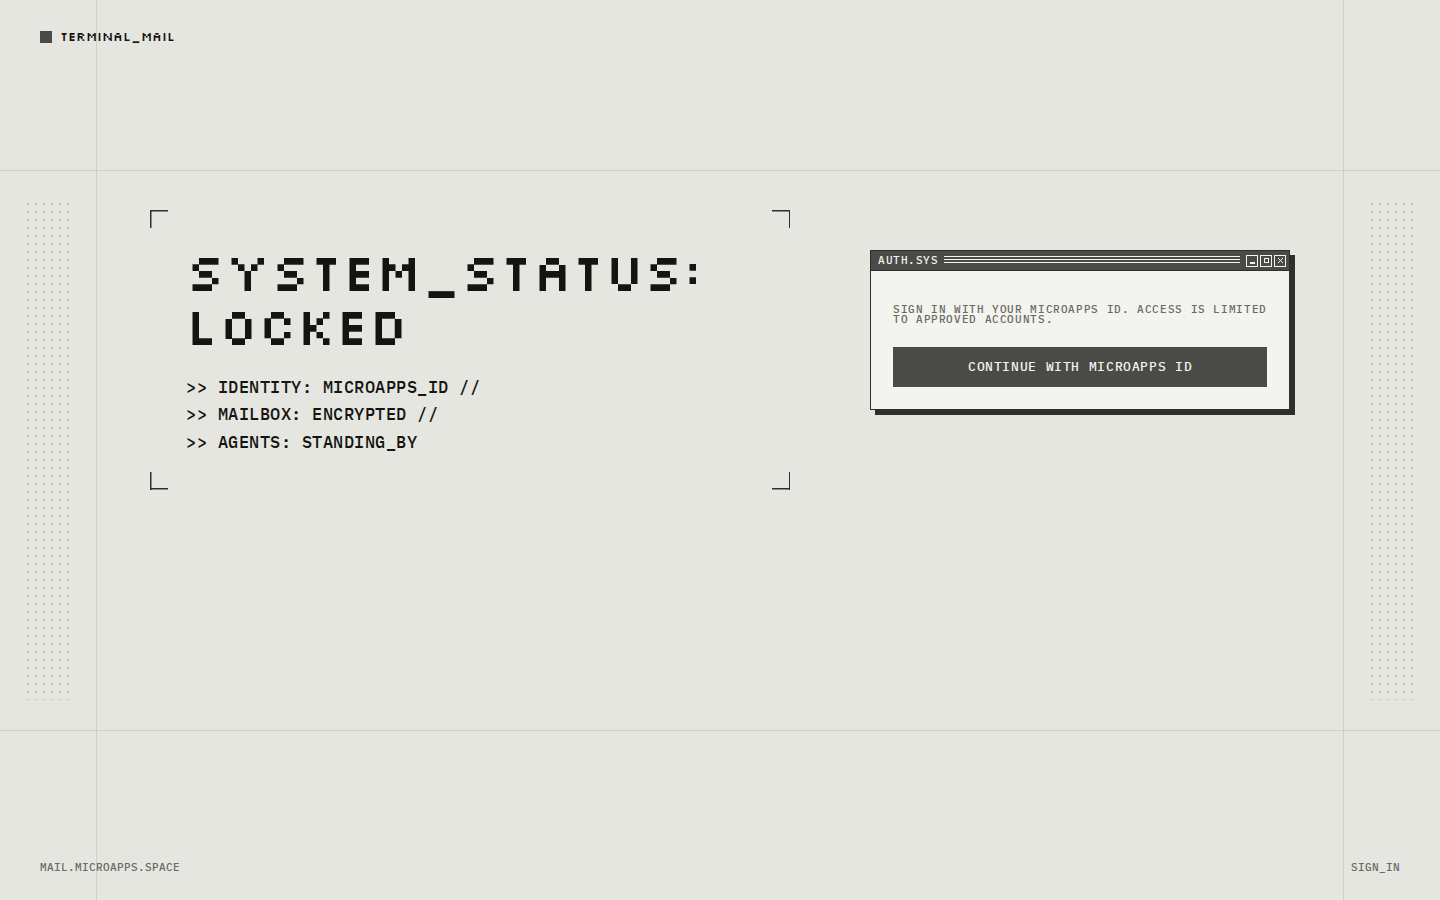 TERMINAL_MAIL
SYSTEM_STATUS:
LOCKED
>> IDENTITY: MICROAPPS_ID //
>> MAILBOX: ENCRYPTED //
>> AGENTS: STANDING_BY
AUTH.SYS
SIGN IN WITH YOUR MICROAPPS ID. ACCESS IS LIMITED
TO APPROVED ACCOUNTS.
CONTINUE WITH MICROAPPS ID
MAIL.MICROAPPS.SPACE
SIGN_IN